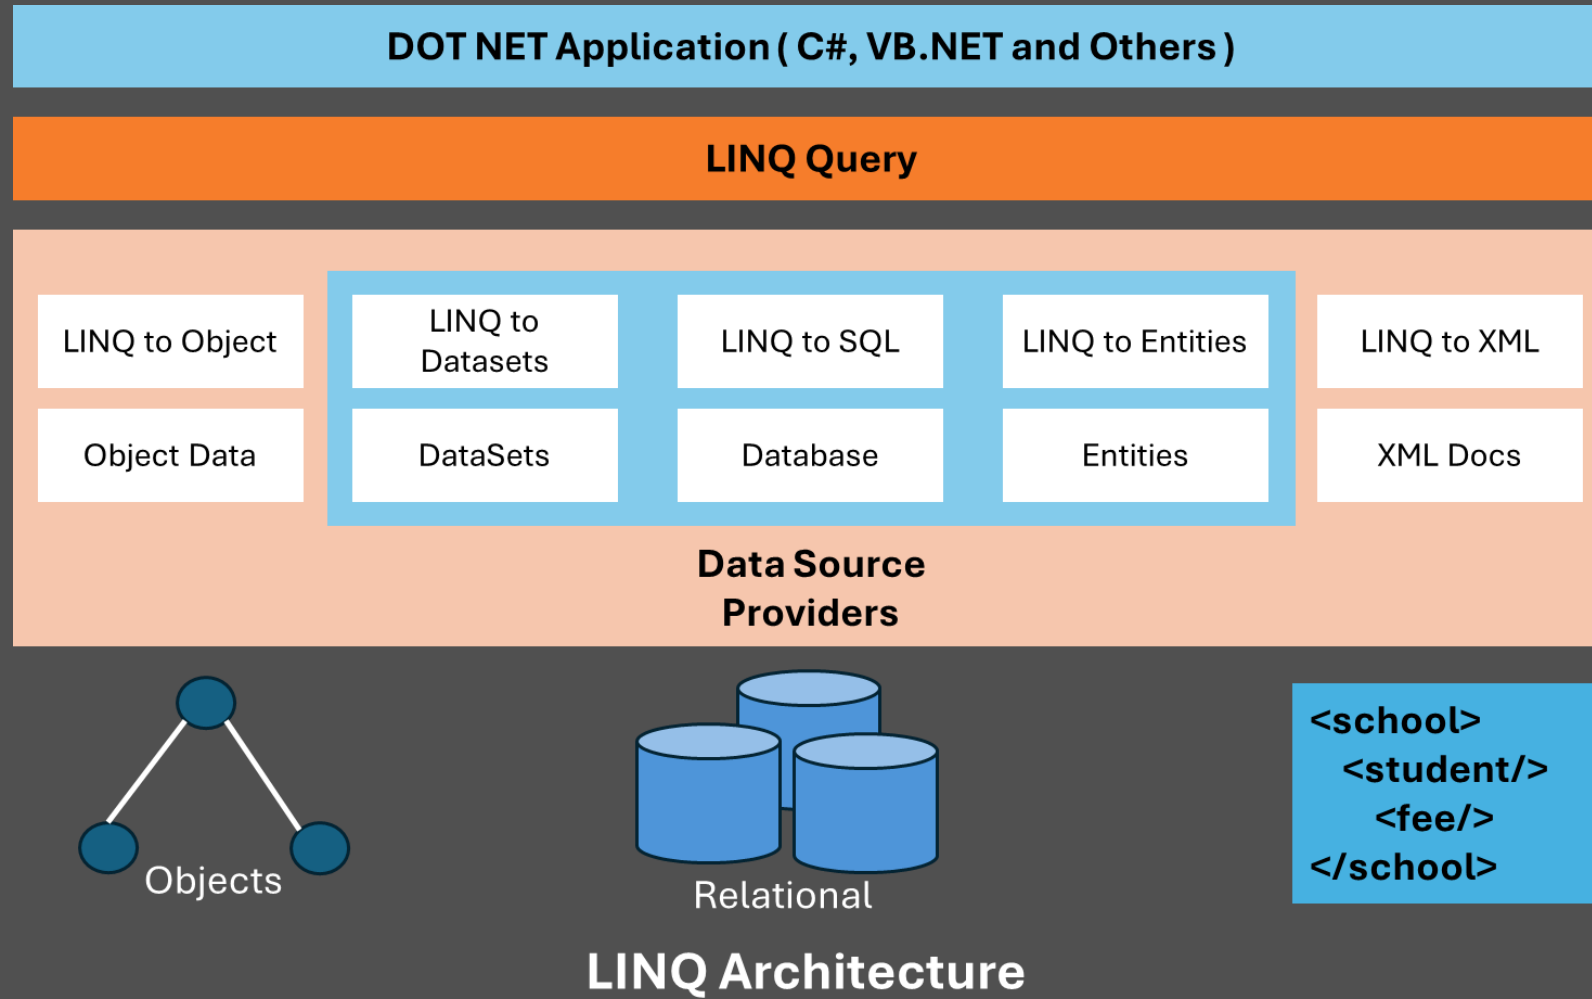 DOT NET Application ( C#, VB.NET and Others )
LINQ Query
LINQ to Object
LINQ to
Datasets
LINQ to SQL
LINQ to Entities
LINQ to XML
Object Data
DataSets
Database
Entities
XML Docs
Data Source
Providers
Objects
Relational
<school>
<student/>
<fee/>
</school>
LINQ Architecture